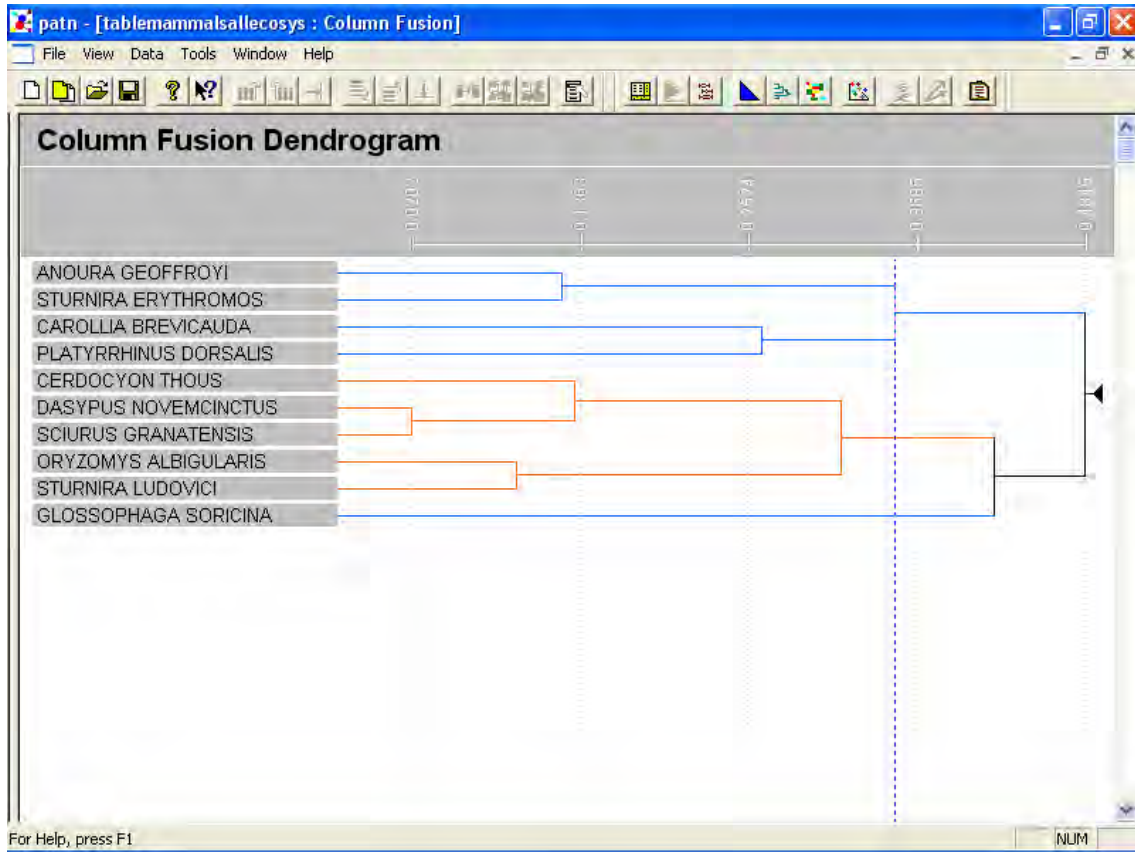 patn - [tablemammalsallecosys : Column Fusion]
File View Data Tools Window Help
Column Fusion Dendrogram
ANOURA GEOFFROYI
STURNIRA ERYTHROMOS
CAROLLIA BREVICAUDA
PLATYRRHINUS DORSALIS
CERDOCYON THOUS
DASYPUS NOVEMCINCTUS
SCIURUS GRANATENSIS
ORYZOMYS ALBIGULARIS
STURNIRA LUDOVICI
GLOSSOPHAGA SORICINA
For Help, press F1
NUM